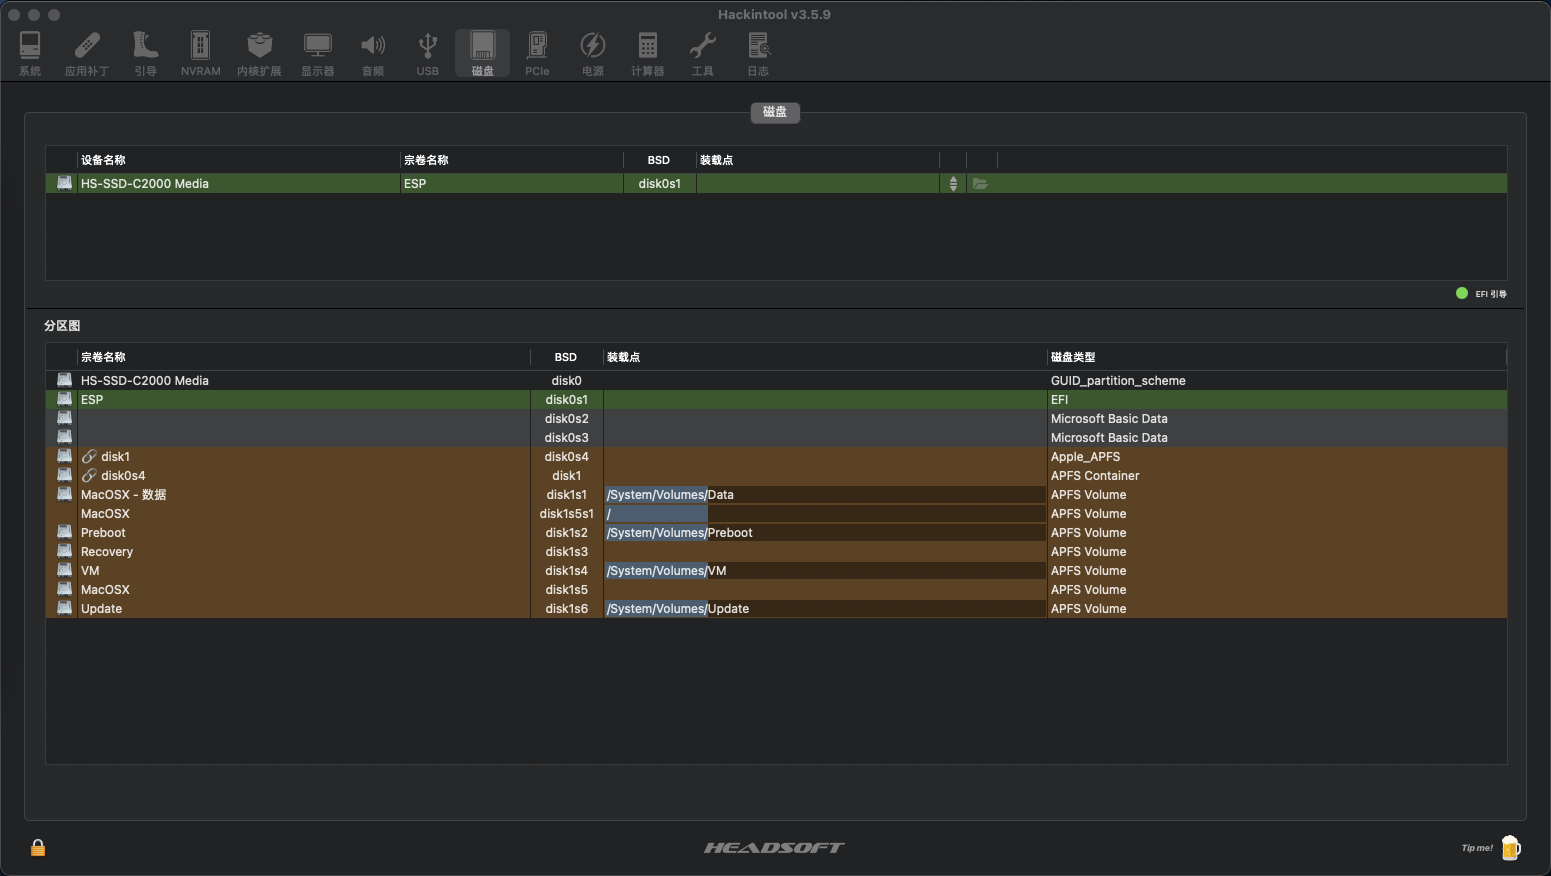 Hackintool v3.5.9
系统 应用补丁 引导 NVRAM 内核扩展 显示器 音频 USB 磁盘 PCIe 电源 计算器 工具 日志
磁盘
设备名称 宗卷名称 BSD 装载点
HS-SSD-C2000 Media ESP disk0s1
EFI 引导
分区图
宗卷名称 BSD 装载点 磁盘类型
HS-SSD-C2000 Media disk0 GUID_partition_scheme
ESP disk0s1 EFI
disk0s2 Microsoft Basic Data
disk0s3 Microsoft Basic Data
disk1 disk0s4 Apple_APFS
disk0s4 disk1 APFS Container
MacOSX - 数据 disk1s1 /System/Volumes/Data APFS Volume
MacOSX disk1s5s1 / APFS Volume
Preboot disk1s2 /System/Volumes/Preboot APFS Volume
Recovery disk1s3 APFS Volume
VM disk1s4 /System/Volumes/VM APFS Volume
MacOSX disk1s5 APFS Volume
Update disk1s6 /System/Volumes/Update APFS Volume
HEADSOFT
Tip me!